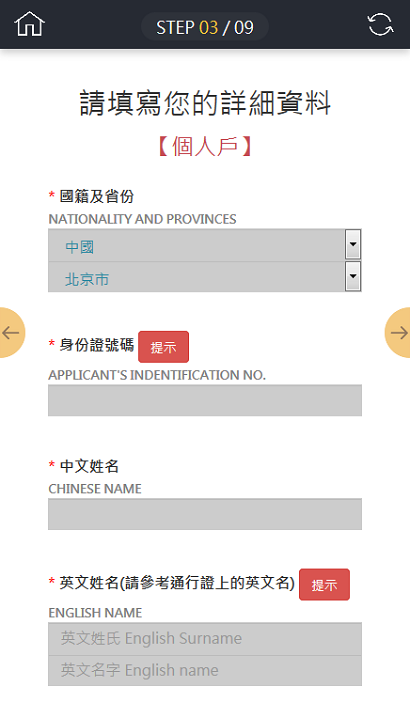 STEP 03 / 09
請填寫您的詳細資料
【個人戶】
* 國籍及省份
NATIONALITY AND PROVINCES
中國
北京市
* 身份證號碼 提示
APPLICANT'S INDENTIFICATION NO.
* 中文姓名
CHINESE NAME
* 英文姓名(請參考通行證上的英文名) 提示
ENGLISH NAME
英文姓氏 English Surname
英文名字 English name